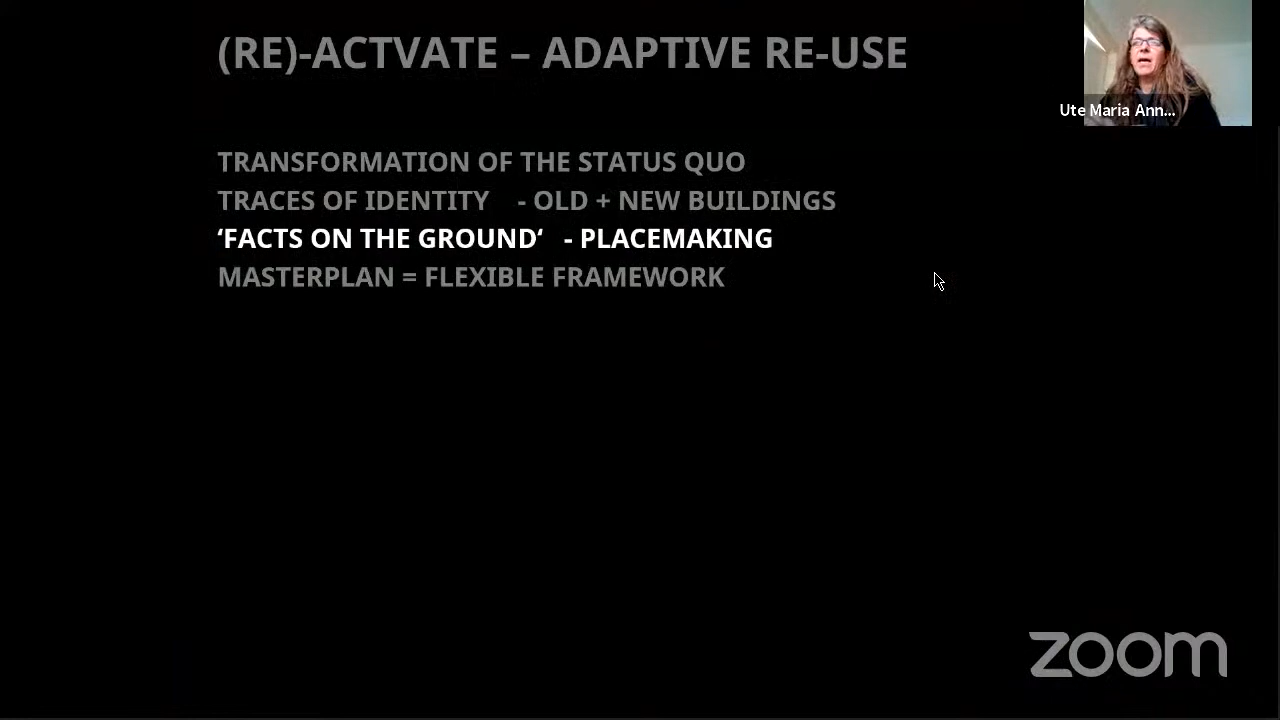 (RE)-ACTVATE – ADAPTIVE RE-USE
Ute Maria Ann...
TRANSFORMATION OF THE STATUS QUO
TRACES OF IDENTITY - OLD + NEW BUILDINGS
‘FACTS ON THE GROUND‘ - PLACEMAKING
MASTERPLAN = FLEXIBLE FRAMEWORK
zoom